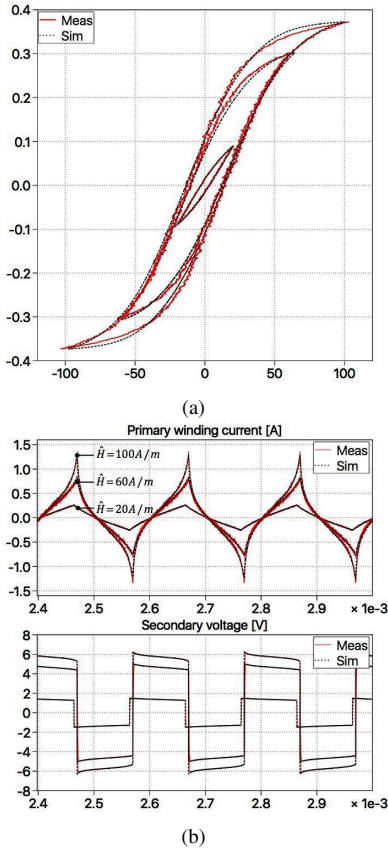 0.4
Meas
Sim
0.3
0.2
0.1
0.0
-0.1
-0.2
-0.3
-0.4
-100 -50 0 50 100
(a)
Primary winding current [A]
1.5
Meas
Sim
Ĥ=100A/m
1.0
Ĥ=60A/m
0.5
Ĥ=20A/m
0.0
-0.5
-1.0
-1.5
2.4 2.5 2.6 2.7 2.8 2.9 × 1e-3
Secondary voltage [V]
8
Meas
Sim
6
4
2
0
-2
-4
-6
-8
2.4 2.5 2.6 2.7 2.8 2.9 × 1e-3
(b)